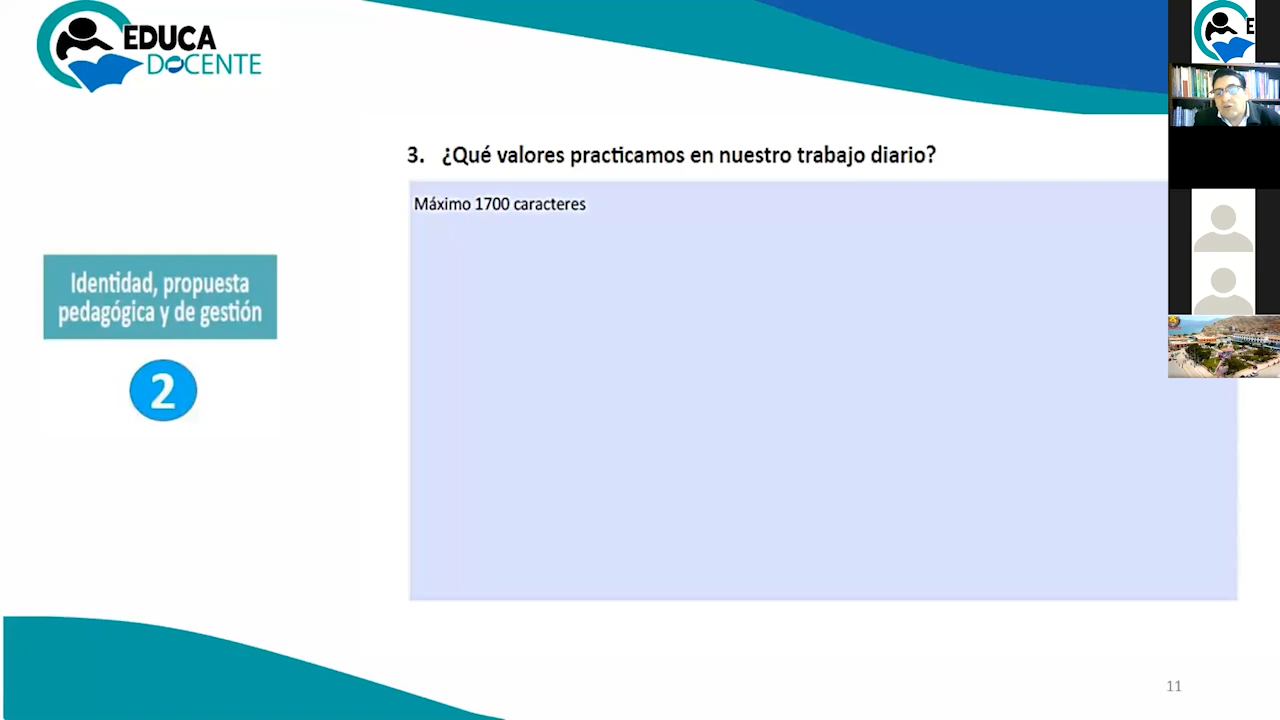 EDUCA
DOCENTE
E
3. ¿Qué valores practicamos en nuestro trabajo diario?
Máximo 1700 caracteres
Identidad, propuesta
pedagógica y de gestión
2
11